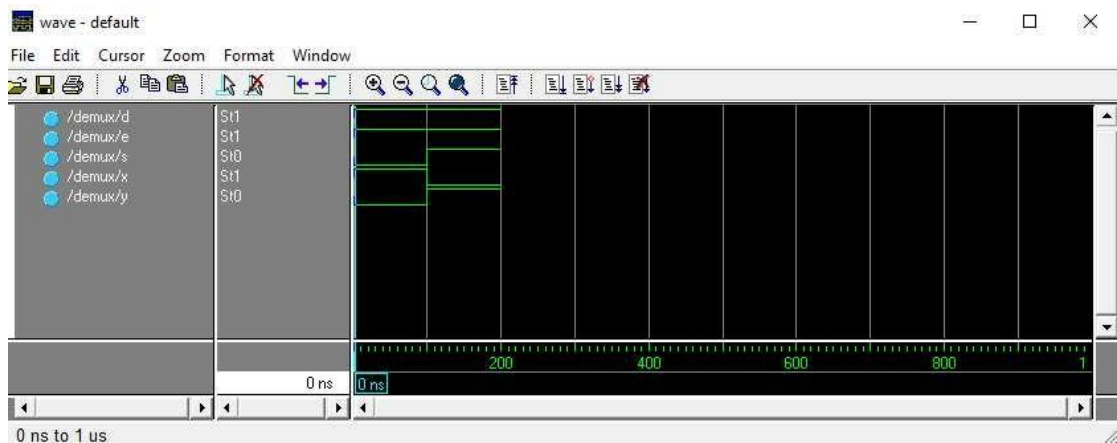 wave - default
File Edit Cursor Zoom Format Window
/demux/d St1
/demux/e St1
/demux/s St0
/demux/x St1
/demux/y St0
200 400 600 800 1
0 ns 0 ns
0 ns to 1 us